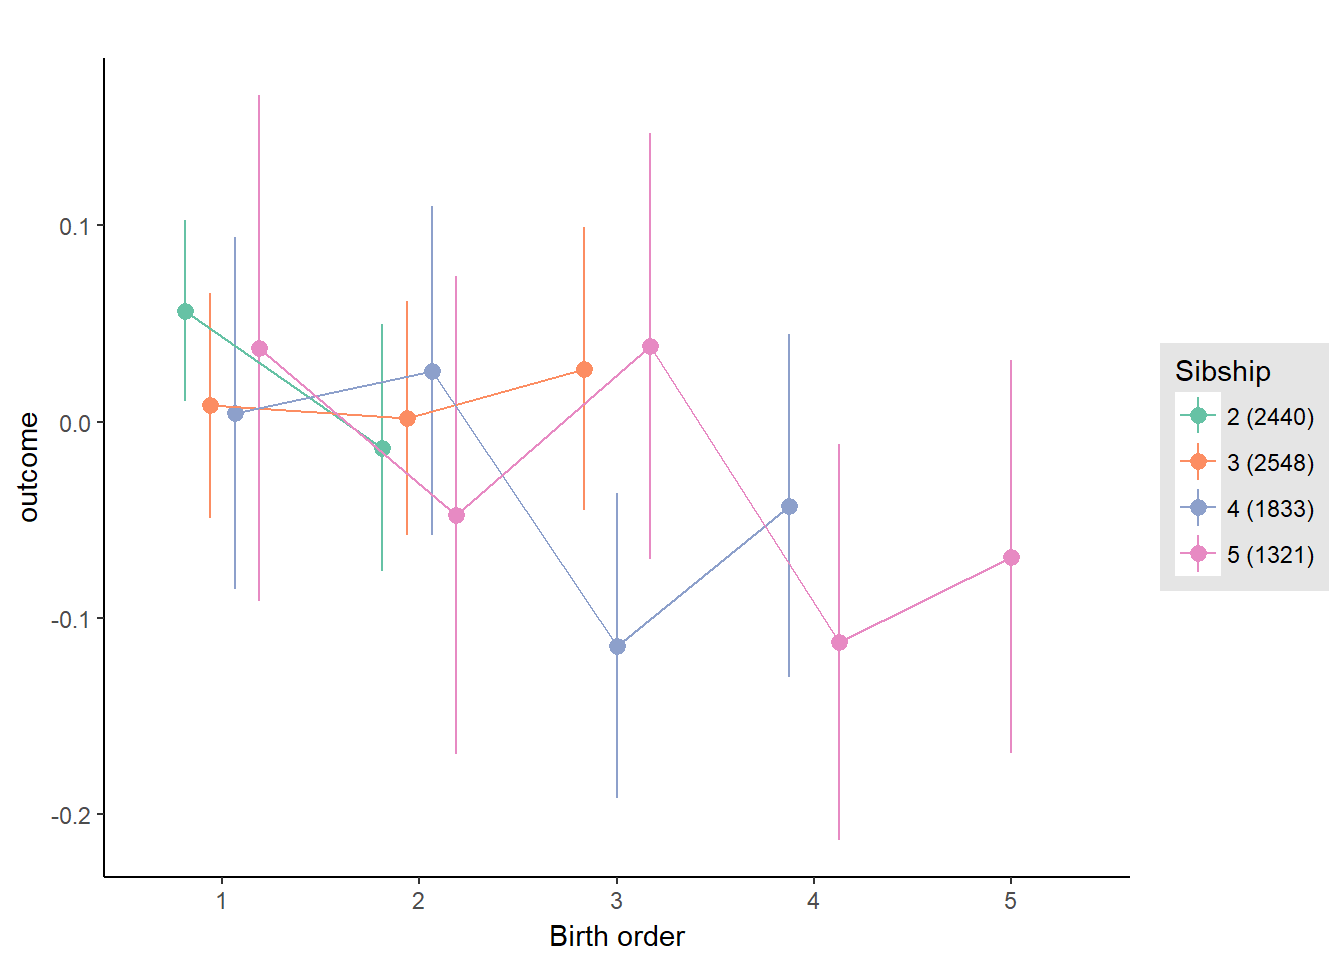 0.1
0.0
-0.1
-0.2
outcome
1 2 3 4 5
Birth order
Sibship
2 (2440)
3 (2548)
4 (1833)
5 (1321)